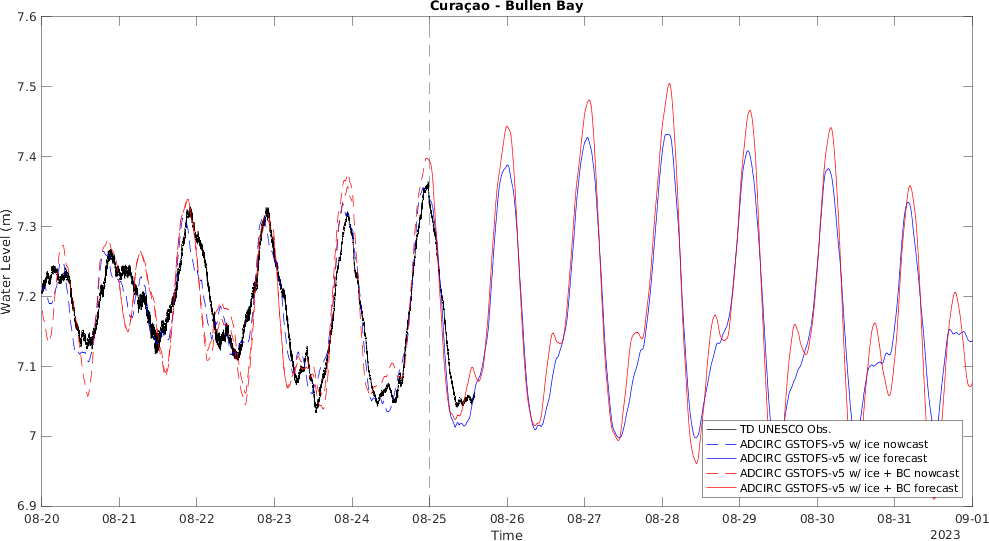 Curaçao - Bullen Bay
Water Level (m)
7.6
7.5
7.4
7.3
7.2
7.1
7
6.9
08-20 08-21 08-22 08-23 08-24 08-25 08-26 08-27 08-28 08-29 08-30 08-31 09-01
Time
2023
TD UNESCO Obs.
ADCIRC GSTOFS-v5 w/ ice nowcast
ADCIRC GSTOFS-v5 w/ ice forecast
ADCIRC GSTOFS-v5 w/ ice + BC nowcast
ADCIRC GSTOFS-v5 w/ ice + BC forecast